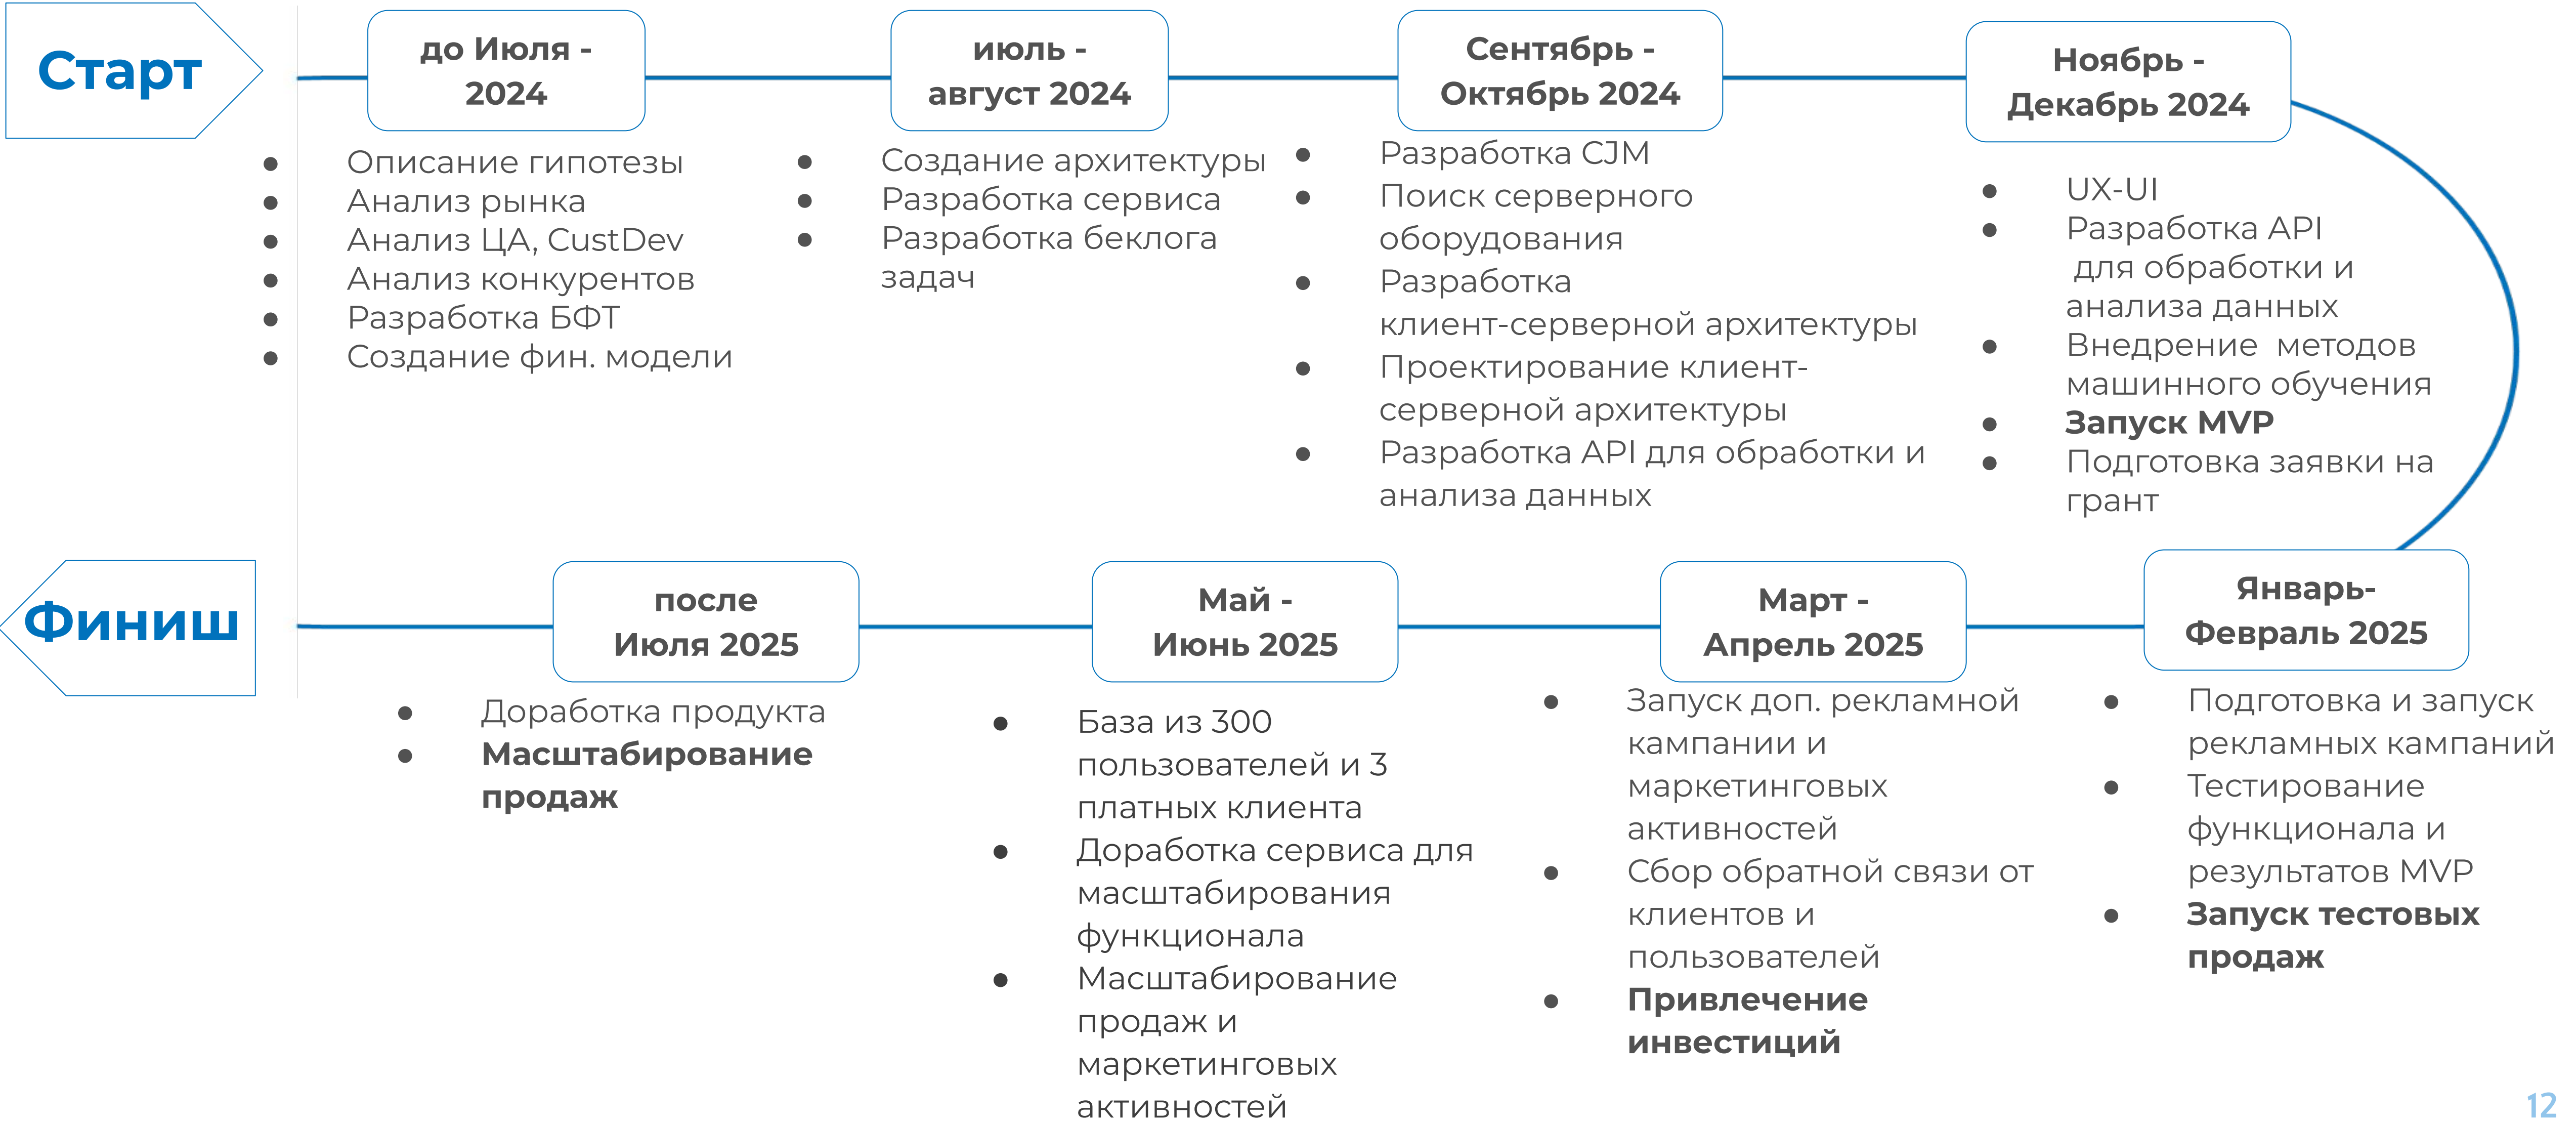 Старт
до Июля -
2024
Описание гипотезы
Анализ рынка
Анализ ЦА, CustDev
Анализ конкурентов
Разработка БФТ
Создание фин. модели
июль -
август 2024
Создание архитектуры
Разработка сервиса
Разработка беклога
задач
Сентябрь -
Октябрь 2024
Разработка CJM
Поиск серверного
оборудования
Разработка
клиент-серверной архитектуры
Проектирование клиент-
серверной архитектуры
Разработка API для обработки и
анализа данных
Ноябрь -
Декабрь 2024
UX-UI
Разработка API
для обработки и
анализа данных
Внедрение  методов
машинного обучения
Запуск MVP
Подготовка заявки на
грант
Январь-
Февраль 2025
Подготовка и запуск
рекламных кампаний
Тестирование
функционала и
результатов MVP
Запуск тестовых
продаж
Март -
Апрель 2025
Запуск доп. рекламной
кампании и
маркетинговых
активностей
Сбор обратной связи от
клиентов и
пользователей
Привлечение
инвестиций
Май -
Июнь 2025
База из 300
пользователей и 3
платных клиента
Доработка сервиса для
масштабирования
функционала
Масштабирование
продаж и
маркетинговых
активностей
после
Июля 2025
Доработка продукта
Масштабирование
продаж
Финиш
12